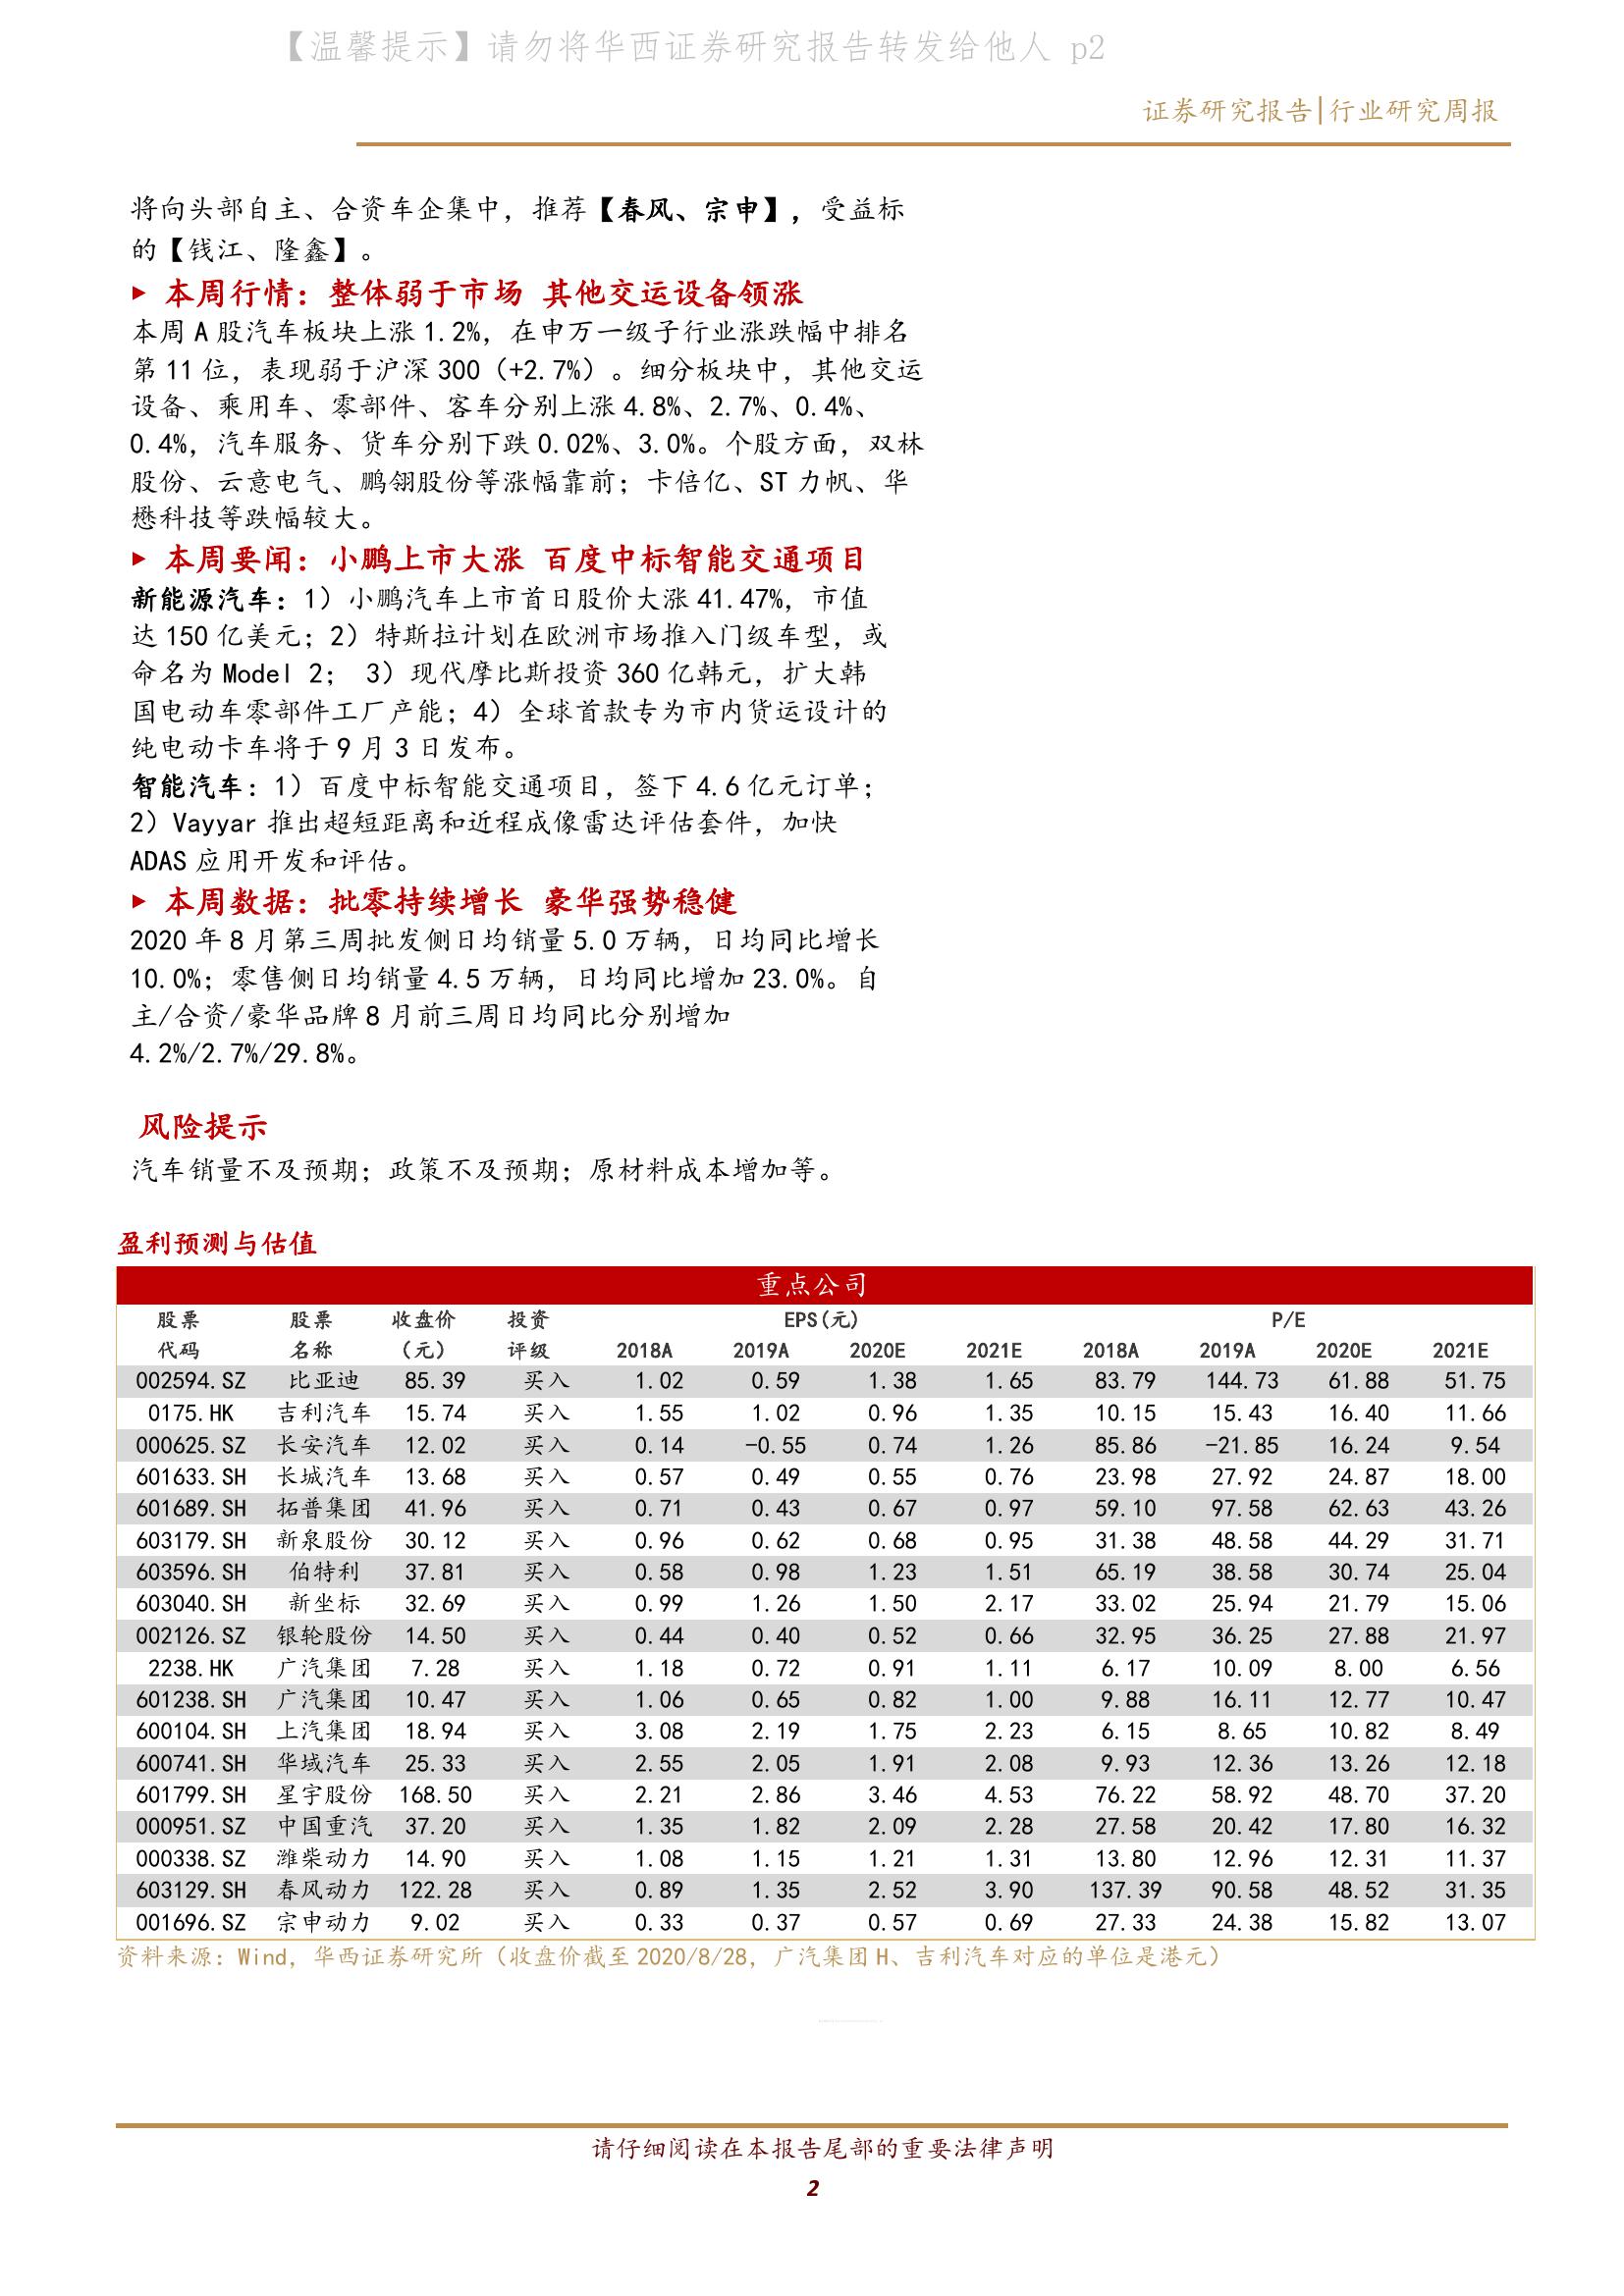 【温馨提示】请勿将华西证券研究报告转发给他人 p2
证券研究报告|行业研究周报
将向头部自主、合资车企集中，推荐【春风、宗申】，受益标
的【钱江、隆鑫】。
▶ 本周行情：整体弱于市场 其他交运设备领涨
本周 A 股汽车板块上涨 1.2%，在申万一级子行业涨跌幅中排名
第 11 位，表现弱于沪深 300（+2.7%）。细分板块中，其他交运
设备、乘用车、零部件、客车分别上涨 4.8%、2.7%、0.4%、
0.4%，汽车服务、货车分别下跌 0.02%、3.0%。个股方面，双林
股份、云意电气、鹏翎股份等涨幅靠前；卡倍亿、ST 力帆、华
懋科技等跌幅较大。
▶ 本周要闻：小鹏上市大涨 百度中标智能交通项目
新能源汽车：1）小鹏汽车上市首日股价大涨 41.47%，市值
达 150 亿美元；2）特斯拉计划在欧洲市场推入门级车型，或
命名为 Model 2； 3）现代摩比斯投资 360 亿韩元，扩大韩
国电动车零部件工厂产能；4）全球首款专为市内货运设计的
纯电动卡车将于 9 月 3 日发布。
智能汽车：1）百度中标智能交通项目，签下 4.6 亿元订单；
2）Vayyar 推出超短距离和近程成像雷达评估套件，加快
ADAS 应用开发和评估。
▶ 本周数据：批零持续增长 豪华强势稳健
2020 年 8 月第三周批发侧日均销量 5.0 万辆，日均同比增长
10.0%；零售侧日均销量 4.5 万辆，日均同比增加 23.0%。自
主/合资/豪华品牌 8 月前三周日均同比分别增加
4.2%/2.7%/29.8%。
风险提示
汽车销量不及预期；政策不及预期；原材料成本增加等。
盈利预测与估值
重点公司
股票 股票 收盘价 投资 EPS(元) P/E
代码 名称 （元） 评级 2018A 2019A 2020E 2021E 2018A 2019A 2020E 2021E
002594.SZ 比亚迪 85.39 买入 1.02 0.59 1.38 1.65 83.79 144.73 61.88 51.75
0175.HK 吉利汽车 15.74 买入 1.55 1.02 0.96 1.35 10.15 15.43 16.40 11.66
000625.SZ 长安汽车 12.02 买入 0.14 -0.55 0.74 1.26 85.86 -21.85 16.24 9.54
601633.SH 长城汽车 13.68 买入 0.57 0.49 0.55 0.76 23.98 27.92 24.87 18.00
601689.SH 拓普集团 41.96 买入 0.71 0.43 0.67 0.97 59.10 97.58 62.63 43.26
603179.SH 新泉股份 30.12 买入 0.96 0.62 0.68 0.95 31.38 48.58 44.29 31.71
603596.SH 伯特利 37.81 买入 0.58 0.98 1.23 1.51 65.19 38.58 30.74 25.04
603040.SH 新坐标 32.69 买入 0.99 1.26 1.50 2.17 33.02 25.94 21.79 15.06
002126.SZ 银轮股份 14.50 买入 0.44 0.40 0.52 0.66 32.95 36.25 27.88 21.97
2238.HK 广汽集团 7.28 买入 1.18 0.72 0.91 1.11 6.17 10.09 8.00 6.56
601238.SH 广汽集团 10.47 买入 1.06 0.65 0.82 1.00 9.88 16.11 12.77 10.47
600104.SH 上汽集团 18.94 买入 3.08 2.19 1.75 2.23 6.15 8.65 10.82 8.49
600741.SH 华域汽车 25.33 买入 2.55 2.05 1.91 2.08 9.93 12.36 13.26 12.18
601799.SH 星宇股份 168.50 买入 2.21 2.86 3.46 4.53 76.22 58.92 48.70 37.20
000951.SZ 中国重汽 37.20 买入 1.35 1.82 2.09 2.28 27.58 20.42 17.80 16.32
000338.SZ 潍柴动力 14.90 买入 1.08 1.15 1.21 1.31 13.80 12.96 12.31 11.37
603129.SH 春风动力 122.28 买入 0.89 1.35 2.52 3.90 137.39 90.58 48.52 31.35
001696.SZ 宗申动力 9.02 买入 0.33 0.37 0.57 0.69 27.33 24.38 15.82 13.07
资料来源：Wind，华西证券研究所（收盘价截至 2020/8/28，广汽集团 H、吉利汽车对应的单位是港元）
请仔细阅读在本报告尾部的重要法律声明
2